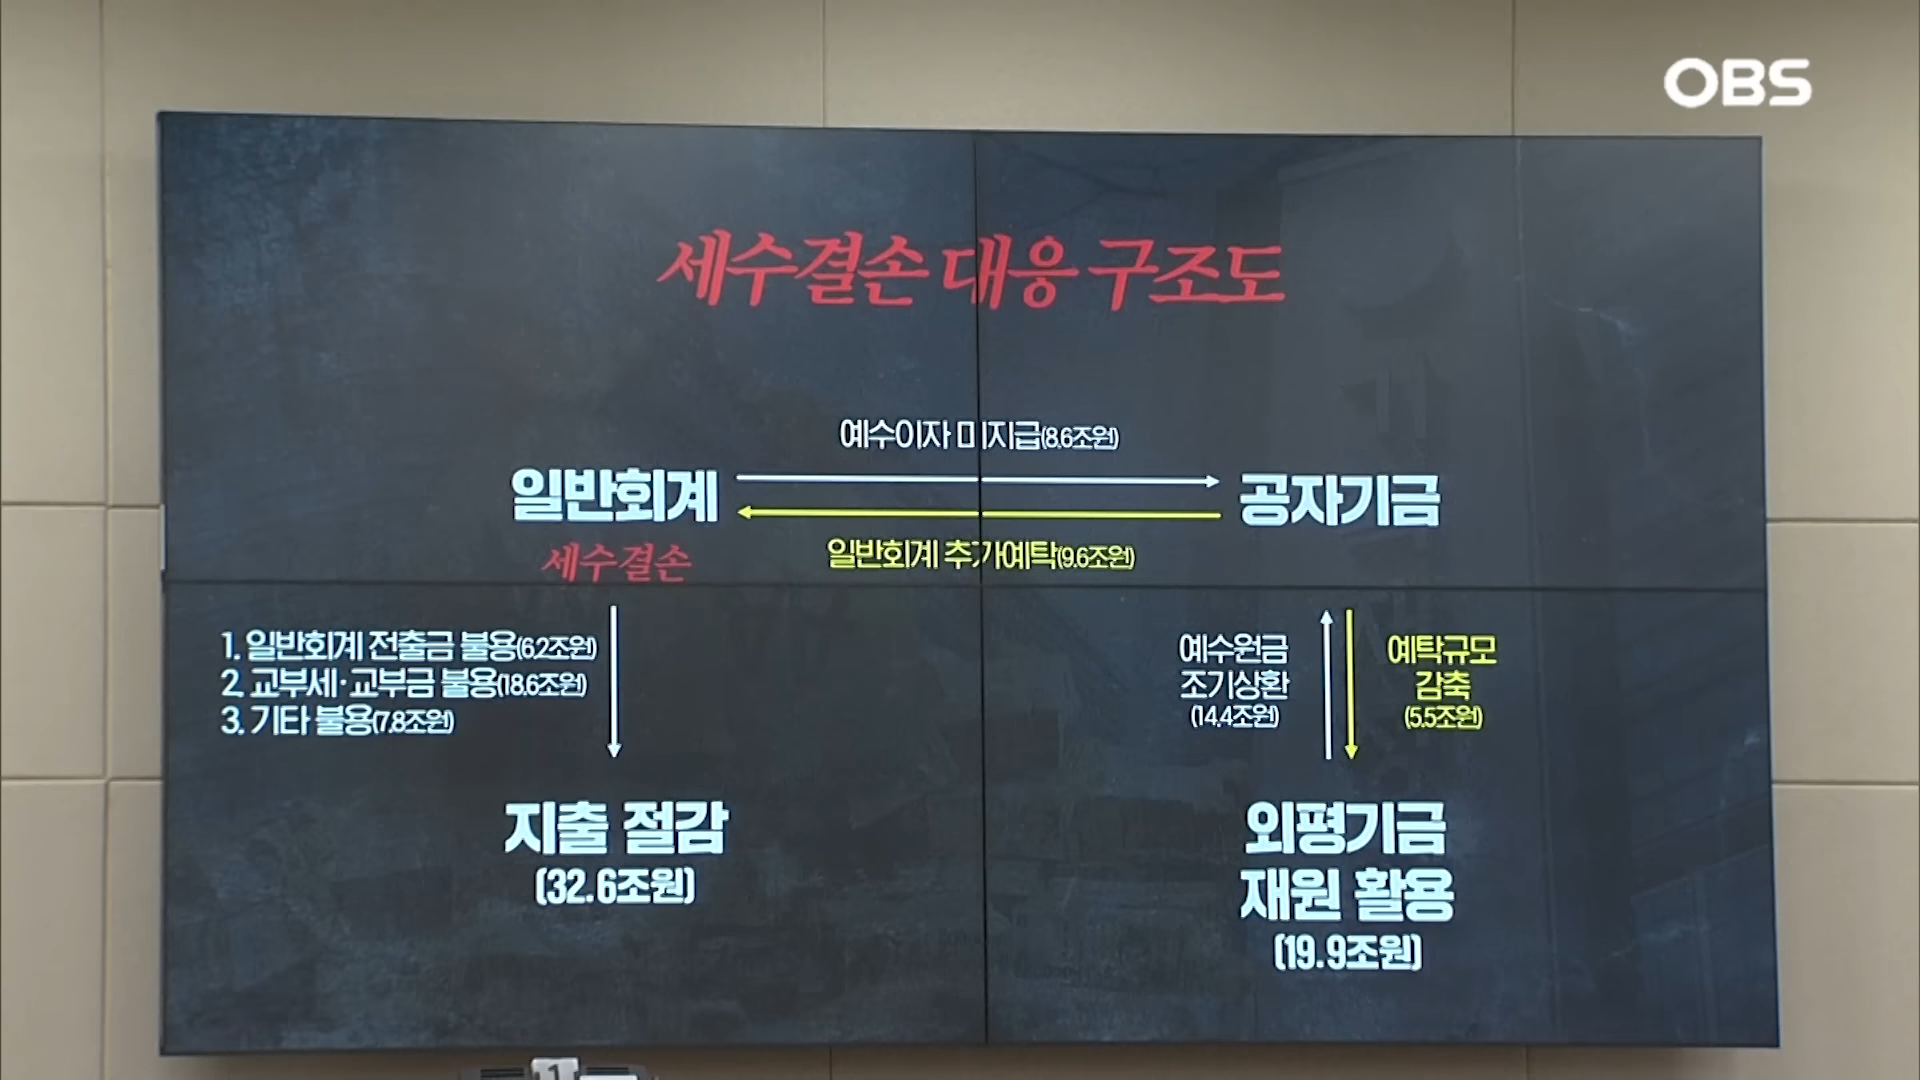 OBS
세수결손 대응 구조도
예수이자 미지급(8.6조원)
일반회계
공자기금
세수결손
일반회계 추가예탁(9.6조원)
1. 일반회계 전출금 불용(6.2조원)
2. 교부세·교부금 불용(18.6조원)
3. 기타 불용(7.8조원)
예수원금
조기상환
(14.4조원)
예탁규모
감축
(5.5조원)
지출 절감
(32.6조원)
외평기금
재원 활용
(19.9조원)
1